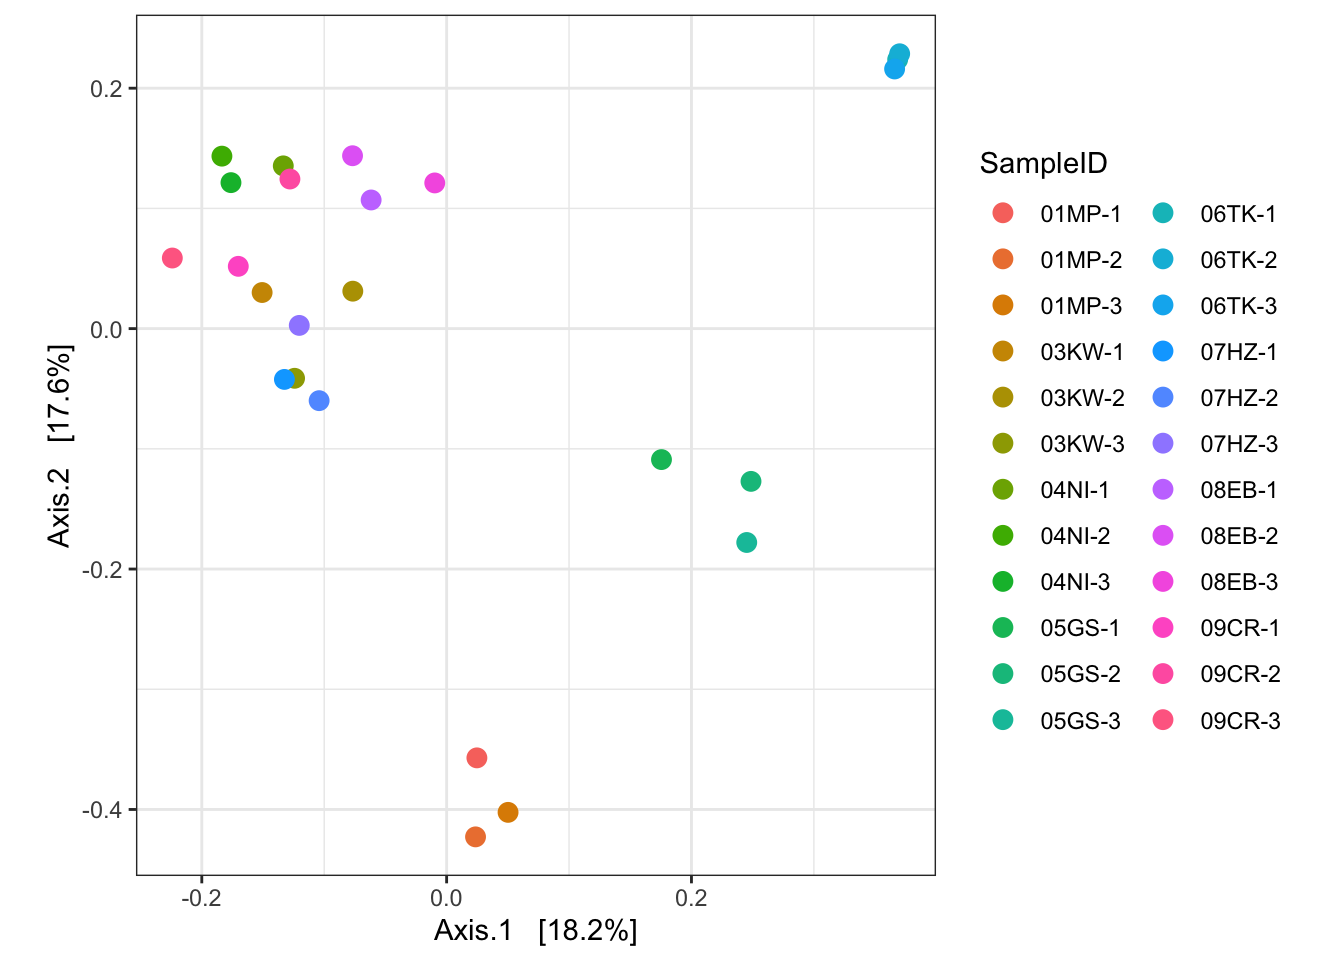 0.2
0.0
-0.2
-0.4
Axis.2 [17.6%]
-0.2
0.0
0.2
Axis.1 [18.2%]
SampleID
01MP-1
01MP-2
01MP-3
03KW-1
03KW-2
03KW-3
04NI-1
04NI-2
04NI-3
05GS-1
05GS-2
05GS-3
06TK-1
06TK-2
06TK-3
07HZ-1
07HZ-2
07HZ-3
08EB-1
08EB-2
08EB-3
09CR-1
09CR-2
09CR-3